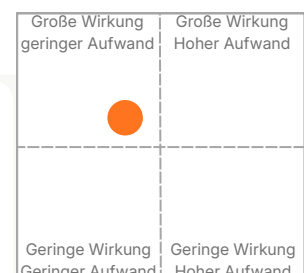 Große Wirkung
geringer Aufwand
Große Wirkung
Hoher Aufwand
Geringe Wirkung
Geringer Aufwand
Geringe Wirkung
Hoher Aufwand